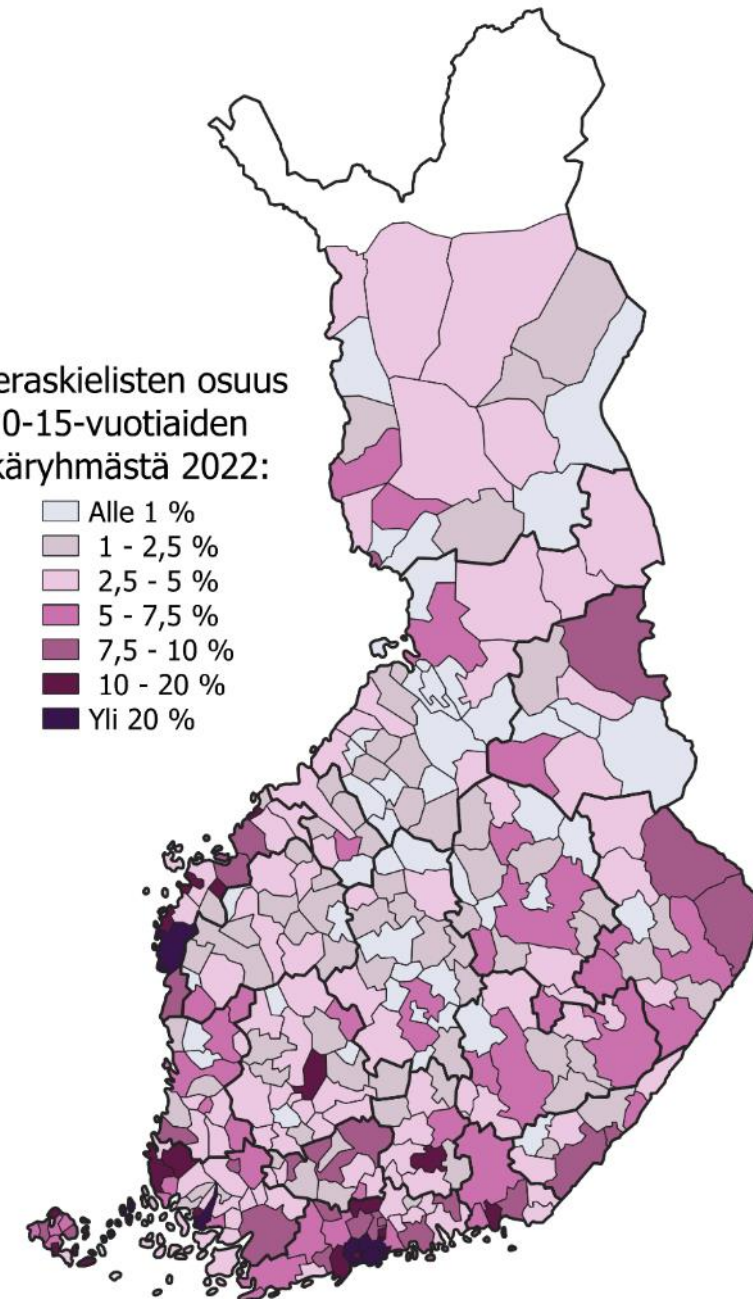 eraskielisten osuus
0-15-vuotiaiden
käryhmästä 2022:
Alle 1 %
1 - 2,5 %
2,5 - 5 %
5 - 7,5 %
7,5 - 10 %
10 - 20 %
Yli 20 %